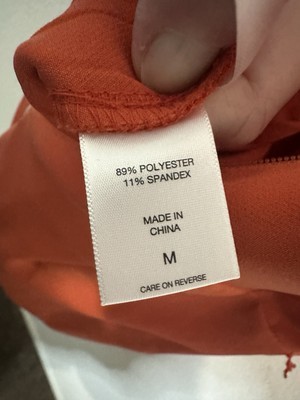 89% POLYESTER
11% SPANDEX
MADE IN
CHINA
M
CARE ON REVERSE